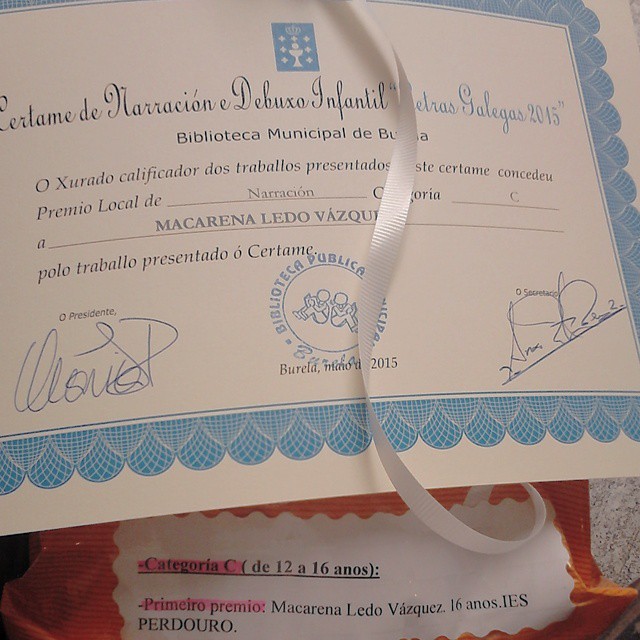 Certame de Narración e Debuxo Infantil "Letras Galegas 2015"
Biblioteca Municipal de Burela
O Xurado calificador dos traballos presentados este certame concedeu
Premio Local de Narración Categoría C
a MACARENA LEDO VÁZQUEZ
polo traballo presentado ó Certame.
BIBLIOTECA PÚBLICA MUNICIPAL
Burela
O Presidente,
O Secretario
Burela, maio de 2015
-Categoría C ( de 12 a 16 anos):
-Primeiro premio: Macarena Ledo Vázquez. 16 anos.IES
PERDOURO.